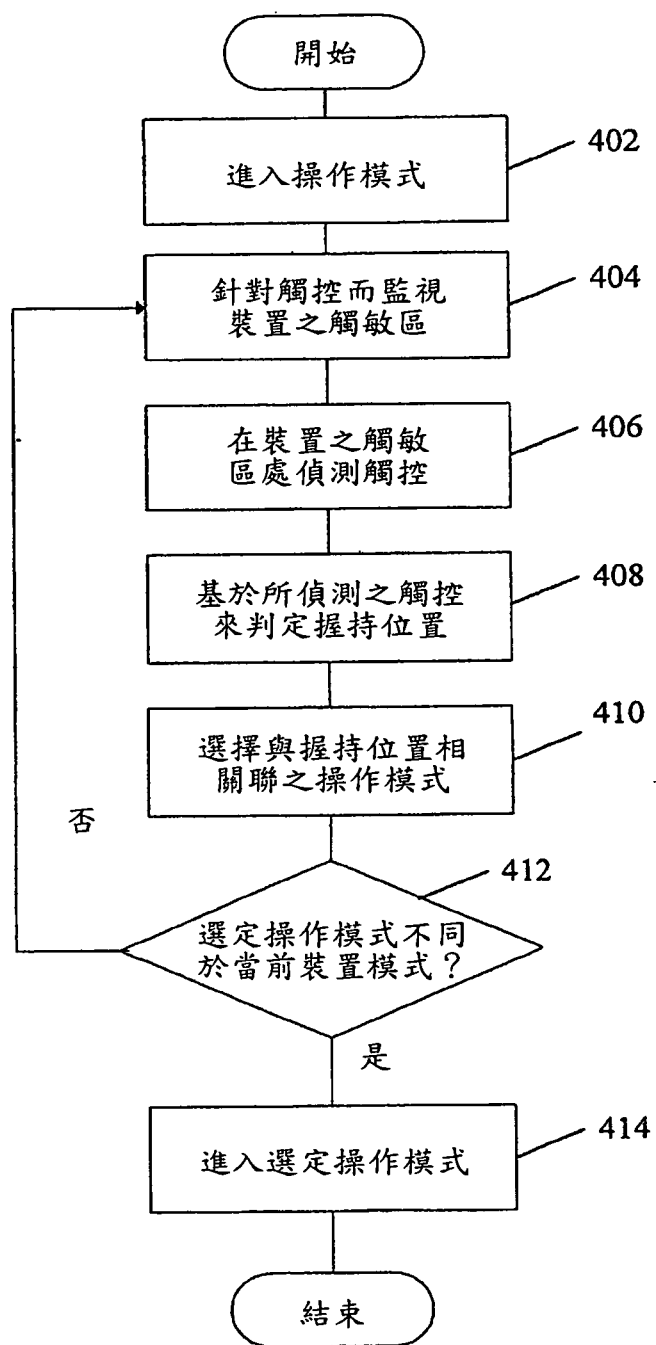 開始
進入操作模式
402
針對觸控而監視
裝置之觸敏區
404
在裝置之觸敏
區處偵測觸控
406
基於所偵測之觸控
來判定握持位置
408
選擇與握持位置相
關聯之操作模式
410
否
412
選定操作模式不同
於當前裝置模式?
是
進入選定操作模式
414
結束